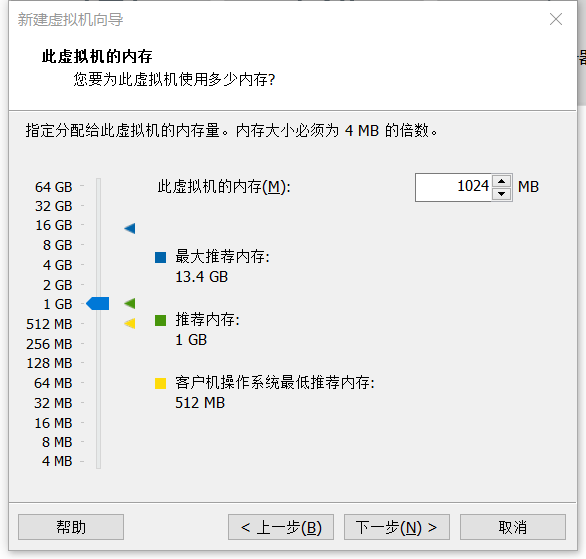 新建虚拟机向导
此虚拟机的内存
您要为此虚拟机使用多少内存?
指定分配给此虚拟机的内存量。内存大小必须为 4 MB 的倍数。
此虚拟机的内存(M):
1024
MB
64 GB
32 GB
16 GB
8 GB
4 GB
2 GB
1 GB
512 MB
256 MB
128 MB
64 MB
32 MB
16 MB
8 MB
4 MB
最大推荐内存:
13.4 GB
推荐内存:
1 GB
客户机操作系统最低推荐内存:
512 MB
帮助
< 上一步(B)
下一步(N) >
取消